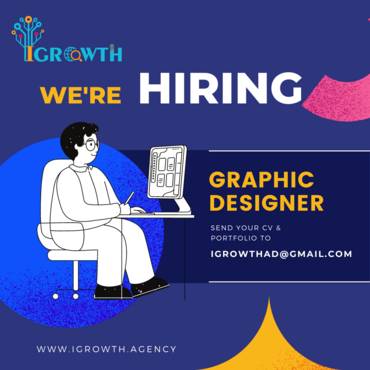 IGROWTH
WE'RE HIRING
GRAPHIC
DESIGNER
SEND YOUR CV &
PORTFOLIO TO
IGROWTHAD@GMAIL.COM
WWW.IGROWTH.AGENCY